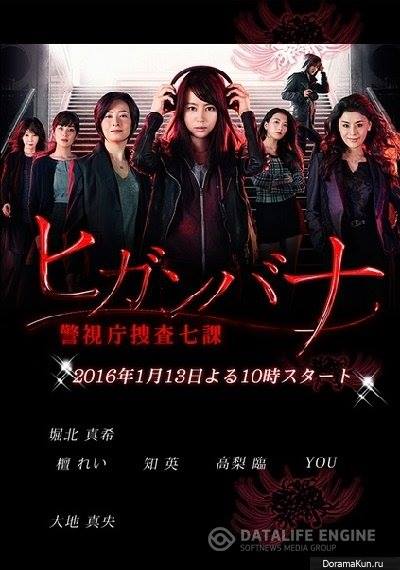 ヒガンバナ
警視庁捜査七課
2016年1月13日よる10時スタート
堀北 真希
檀 れい 知 英 高梨 臨 YOU
大地 真央
DATALIFE ENGINE
SOFTNEWS MEDIA GROUP
DoramaKun.ru